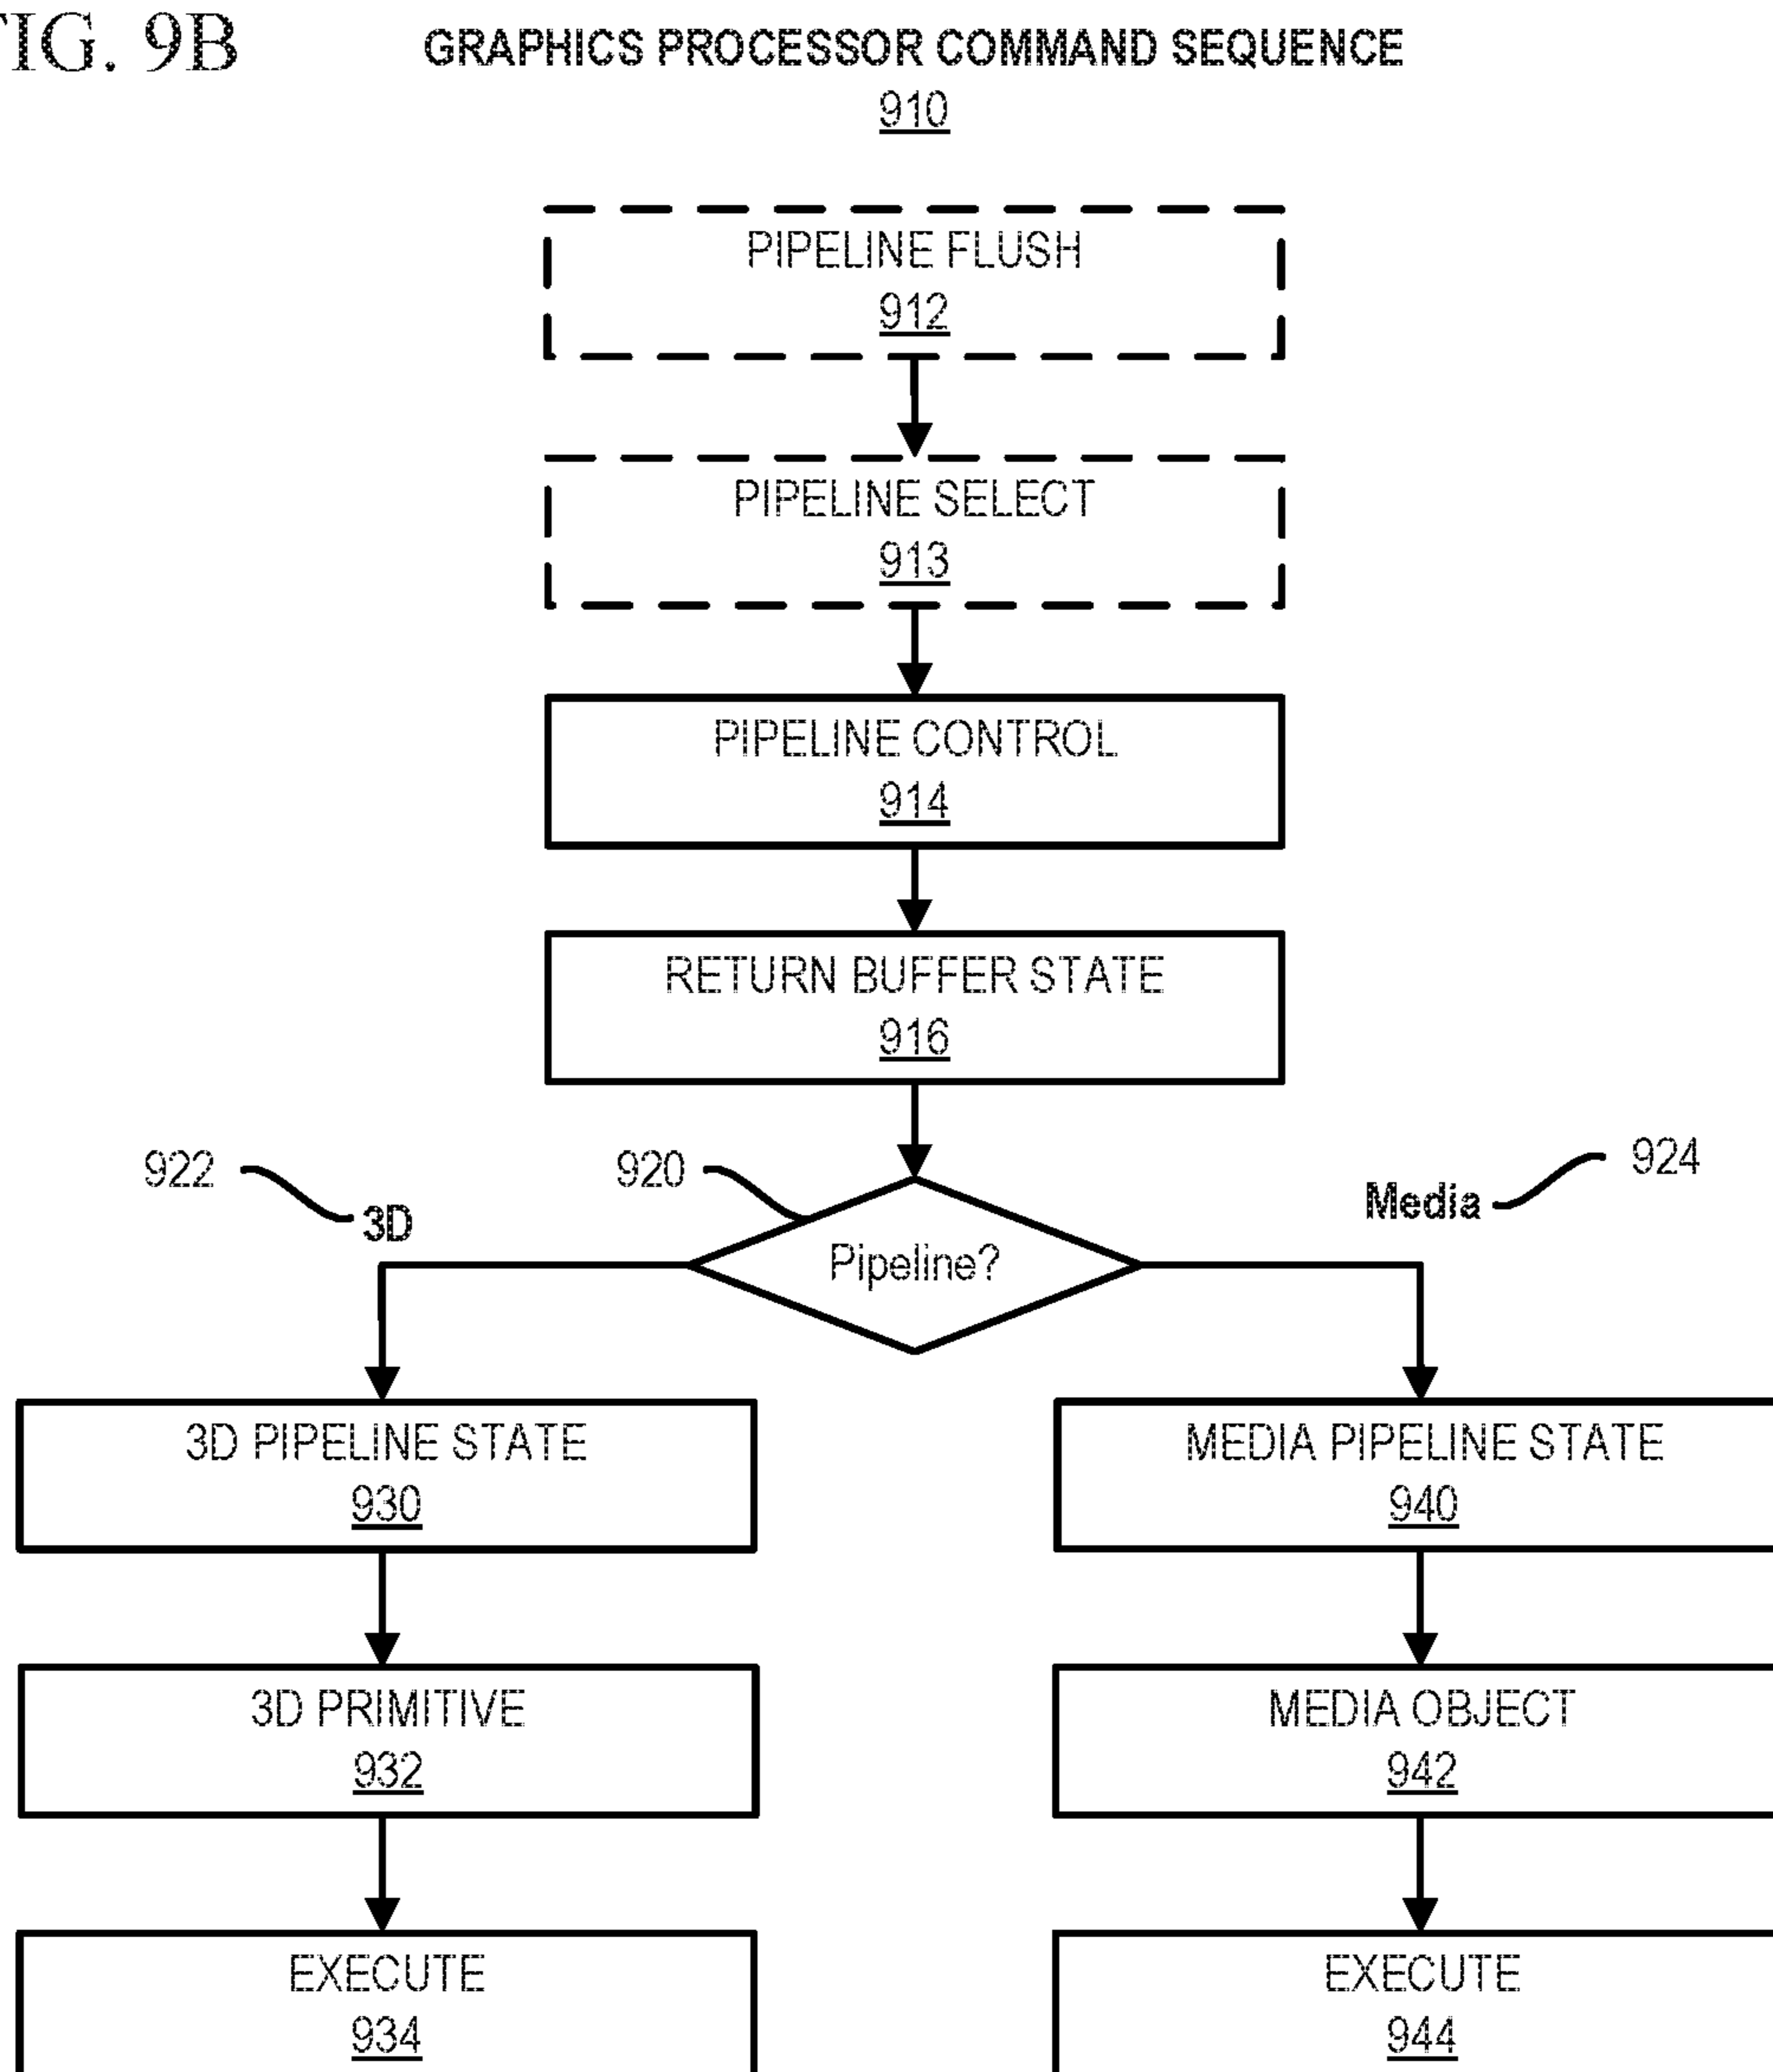 FIG. 9B
GRAPHICS PROCESSOR COMMAND SEQUENCE
910
PIPELINE FLUSH
912
PIPELINE SELECT
913
PIPELINE CONTROL
914
RETURN BUFFER STATE
916
922
3D
920
Pipeline?
Media
924
3D PIPELINE STATE
930
MEDIA PIPELINE STATE
940
3D PRIMITIVE
932
MEDIA OBJECT
942
EXECUTE
934
EXECUTE
944